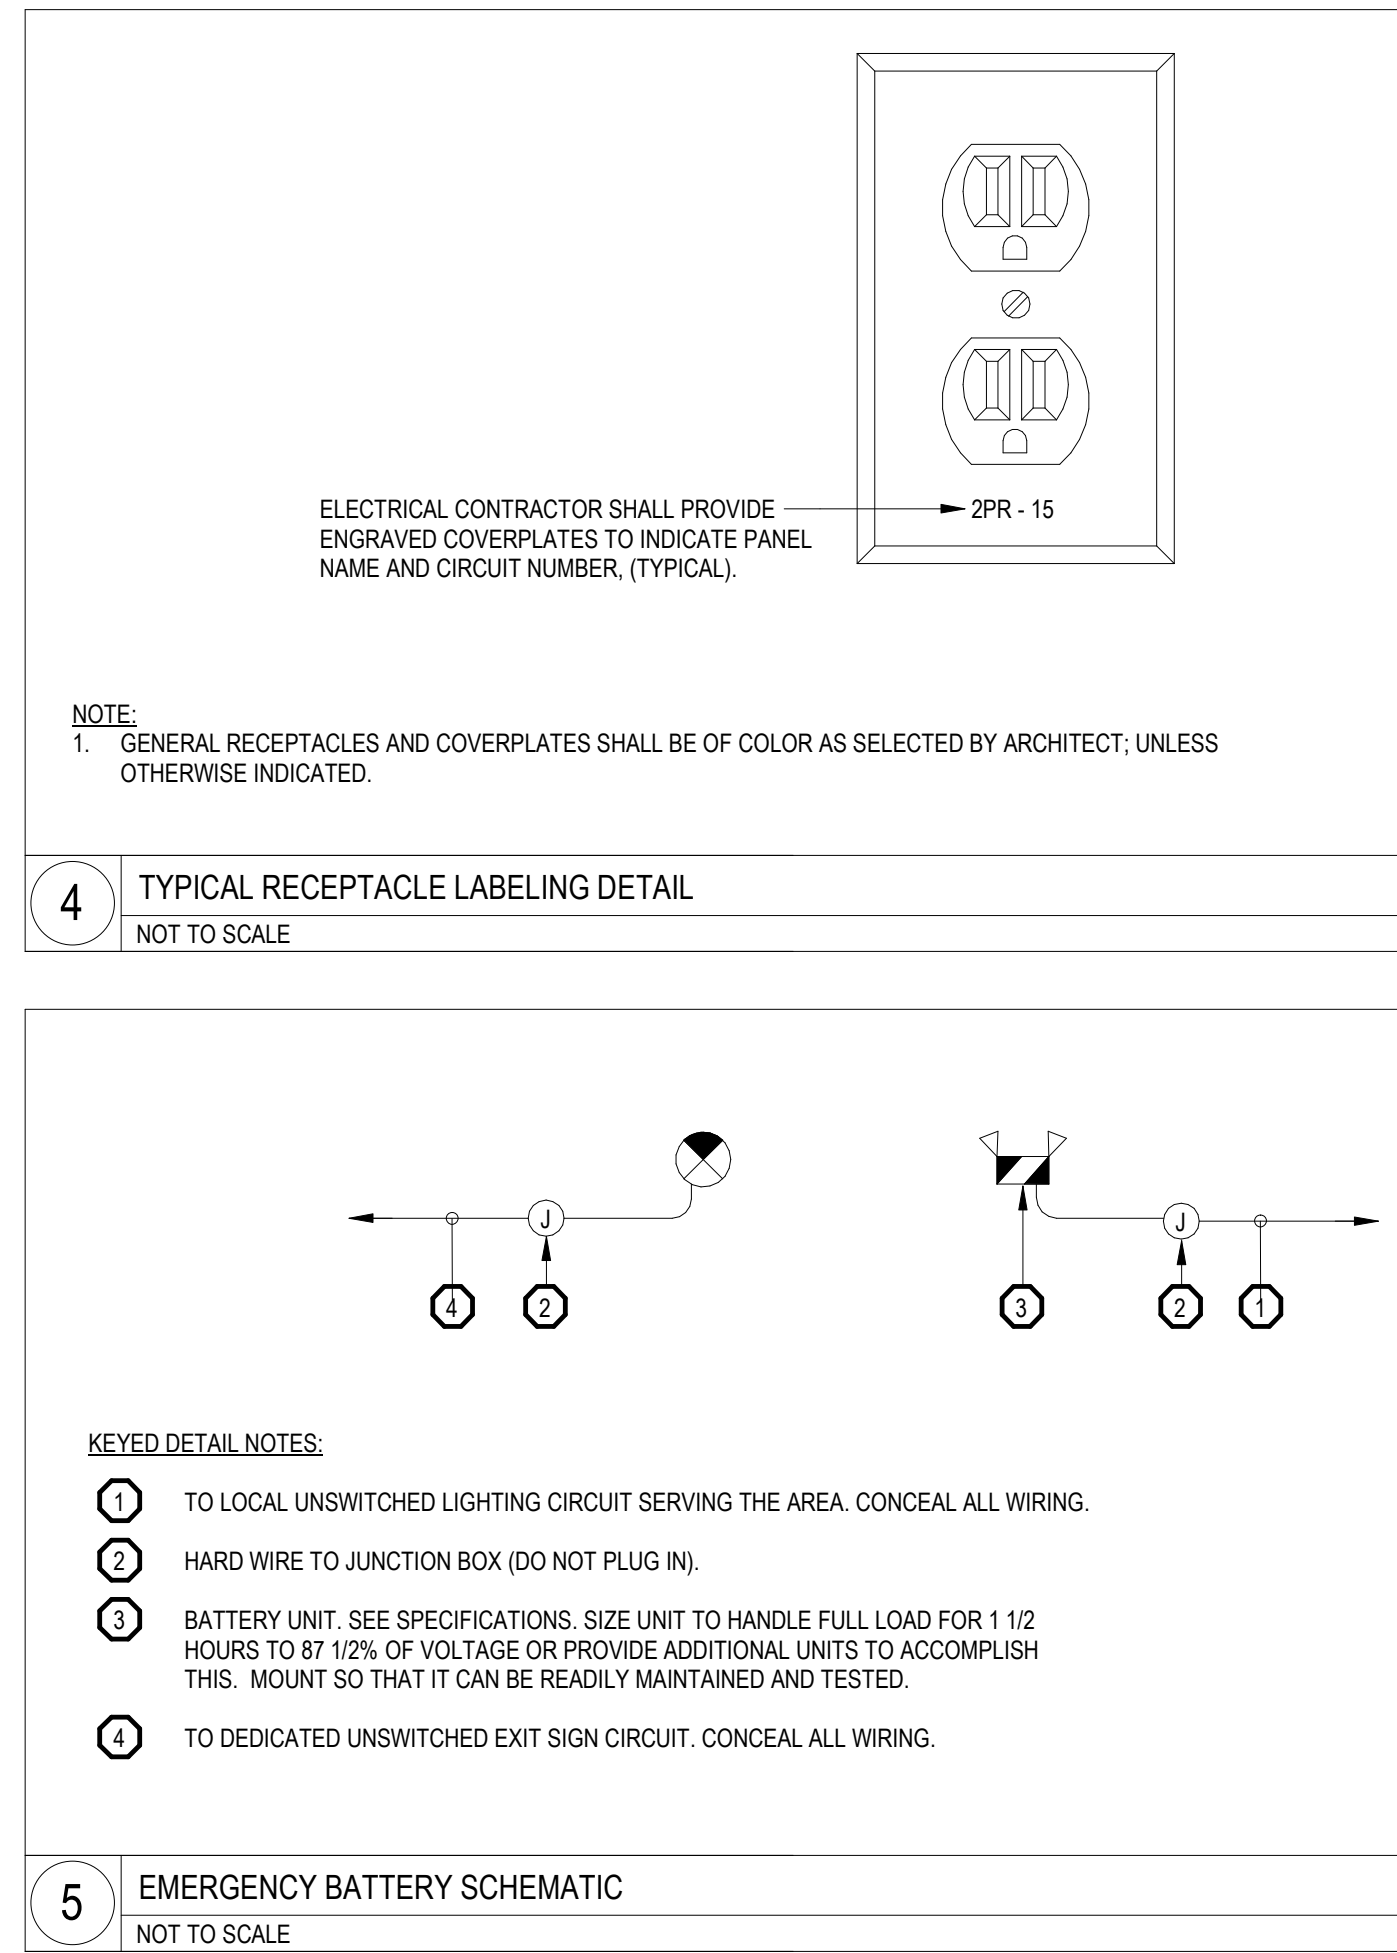 ELECTRICAL CONTRACTOR SHALL PROVIDE
ENGRAVED COVERPLATES TO INDICATE PANEL
NAME AND CIRCUIT NUMBER, (TYPICAL).
2PR - 15
NOTE:
1. GENERAL RECEPTACLES AND COVERPLATES SHALL BE OF COLOR AS SELECTED BY ARCHITECT; UNLESS
OTHERWISE INDICATED.
4
TYPICAL RECEPTACLE LABELING DETAIL
NOT TO SCALE
J
J
4
2
3
2
1
KEYED DETAIL NOTES:
1 TO LOCAL UNSWITCHED LIGHTING CIRCUIT SERVING THE AREA. CONCEAL ALL WIRING.
2 HARD WIRE TO JUNCTION BOX (DO NOT PLUG IN).
3 BATTERY UNIT. SEE SPECIFICATIONS. SIZE UNIT TO HANDLE FULL LOAD FOR 1 1/2
HOURS TO 87 1/2% OF VOLTAGE OR PROVIDE ADDITIONAL UNITS TO ACCOMPLISH
THIS. MOUNT SO THAT IT CAN BE READILY MAINTAINED AND TESTED.
4 TO DEDICATED UNSWITCHED EXIT SIGN CIRCUIT. CONCEAL ALL WIRING.
5
EMERGENCY BATTERY SCHEMATIC
NOT TO SCALE